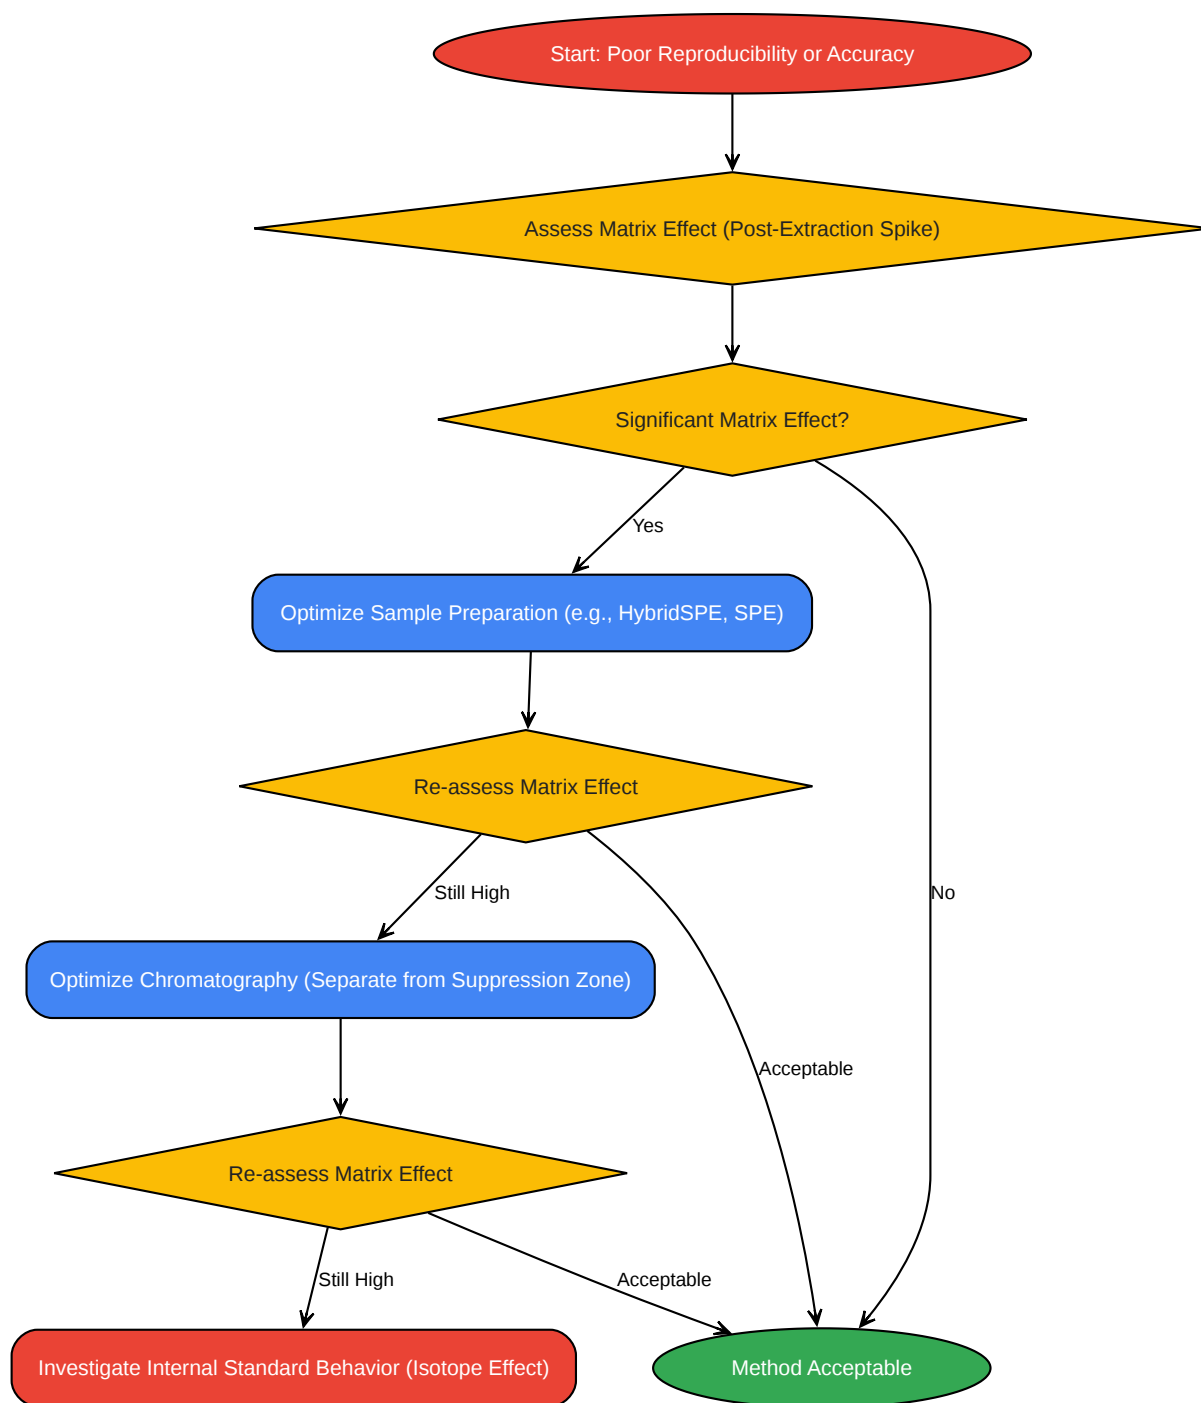 Start: Poor Reproducibility or Accuracy
Assess Matrix Effect (Post-Extraction Spike)
Significant Matrix Effect?
Yes
Optimize Sample Preparation (e.g., HybridSPE, SPE)
Re-assess Matrix Effect
Still High
No
Optimize Chromatography (Separate from Suppression Zone)
Acceptable
Re-assess Matrix Effect
Still High
Acceptable
Investigate Internal Standard Behavior (Isotope Effect)
Method Acceptable